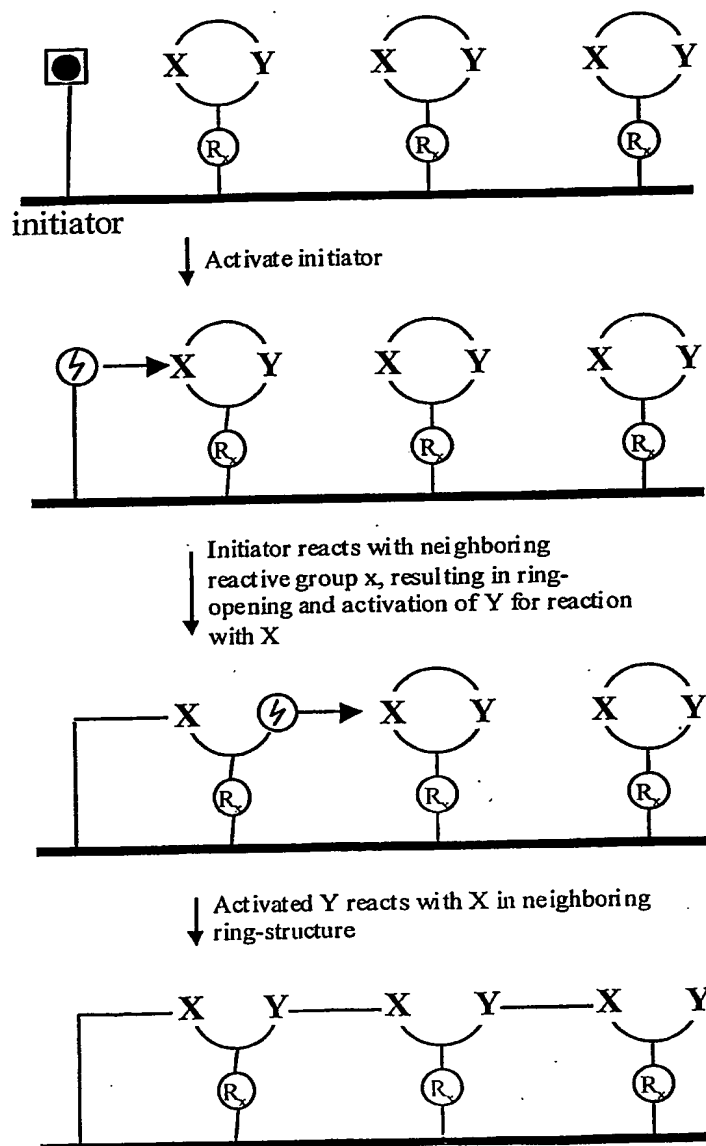 X Y X Y X Y
Rx Rx Rx
initiator
Activate initiator
X Y X Y X Y
Rx Rx Rx
Initiator reacts with neighboring
reactive group x, resulting in ring-
opening and activation of Y for reaction
with X
X X Y X Y
Rx Rx Rx
Activated Y reacts with X in neighboring
ring-structure
X Y X Y X Y
Rx Rx Rx